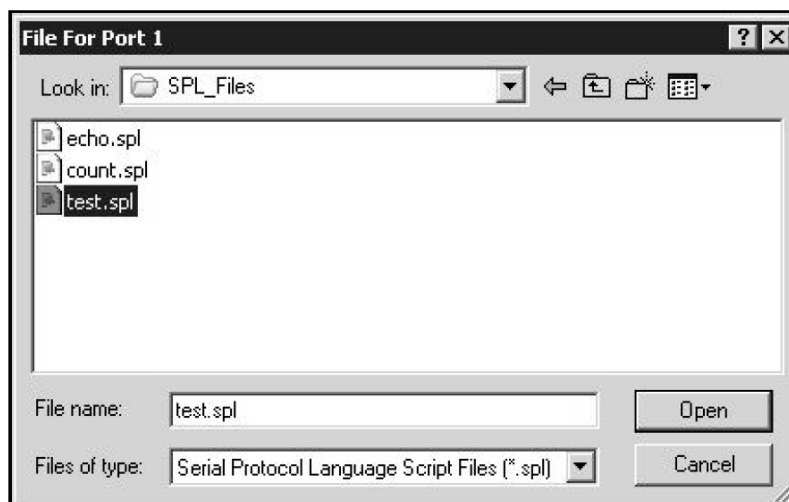 File For Port 1
Look in: SPL_Files
echo.spl
count.spl
test.spl
File name: test.spl Open
Files of type: Serial Protocol Language Script Files (*.spl) Cancel